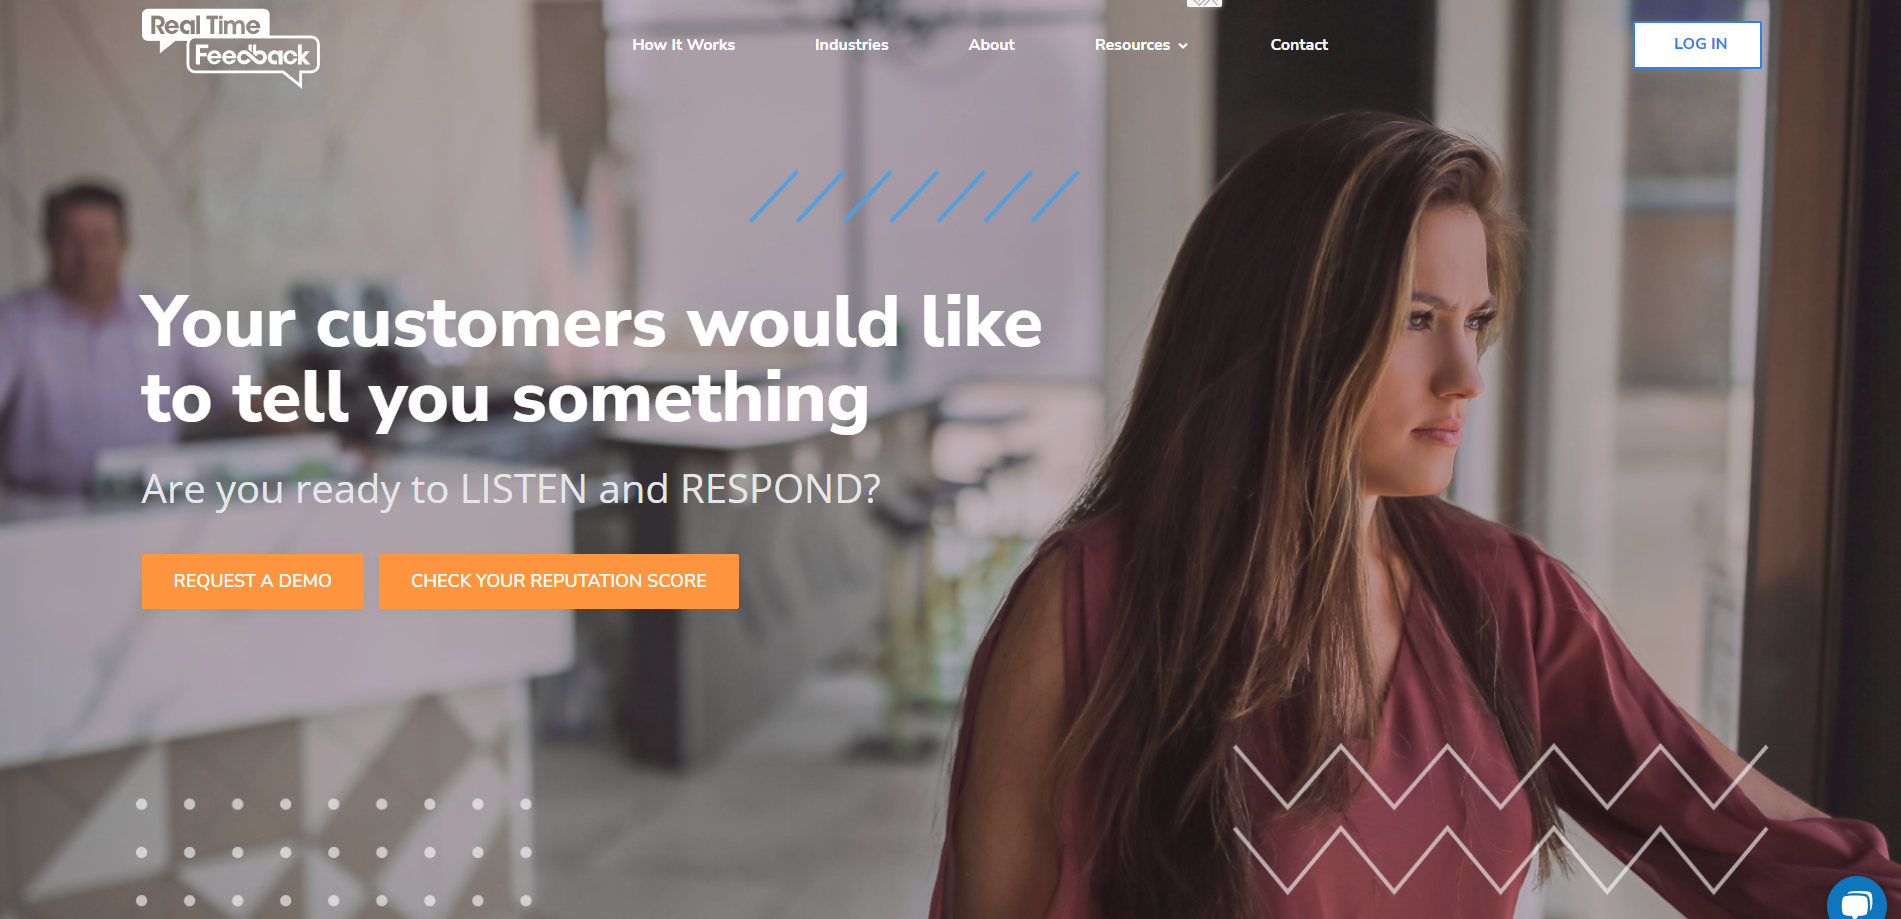 Real Time
Feedback
How It Works
Industries
About
Resources
Contact
LOG IN
Your customers would like
to tell you something
Are you ready to LISTEN and RESPOND?
REQUEST A DEMO
CHECK YOUR REPUTATION SCORE